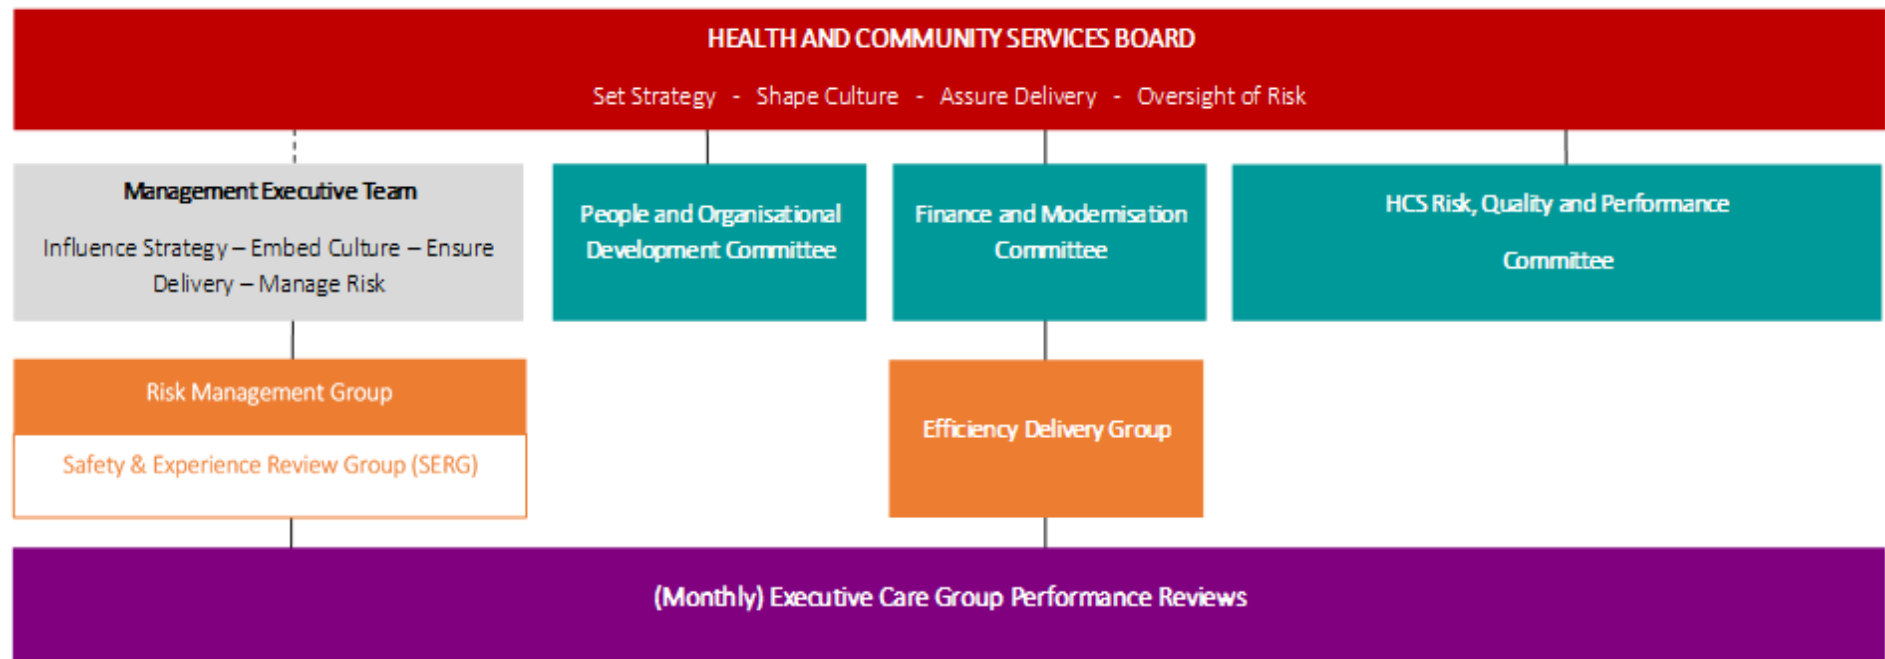 HEALTH AND COMMUNITY SERVICES BOARD
Set Strategy - Shape Culture - Assure Delivery - Oversight of Risk
Management Executive Team
Influence Strategy – Embed Culture – Ensure
Delivery – Manage Risk
People and Organisational
Development Committee
Finance and Modernisation
Committee
HCS Risk, Quality and Performance
Committee
Risk Management Group
Safety & Experience Review Group (SERG)
Efficiency Delivery Group
(Monthly) Executive Care Group Performance Reviews